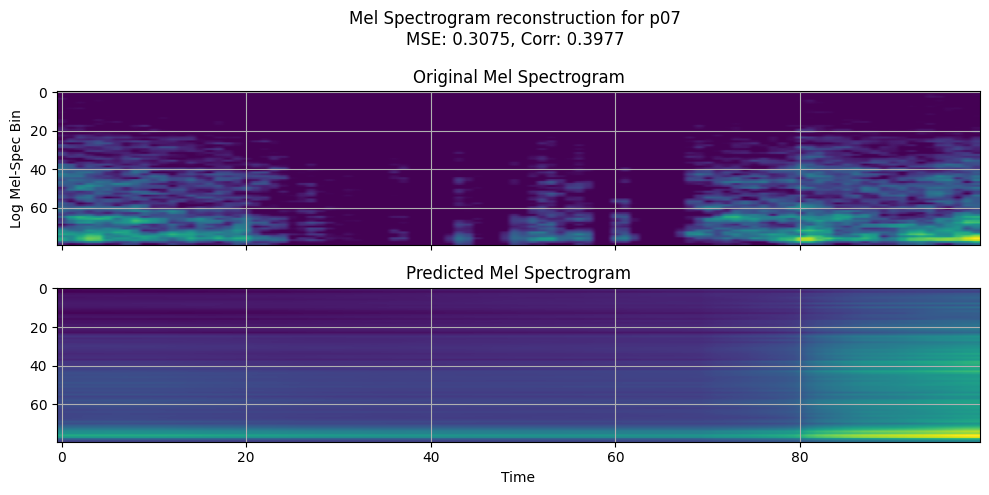 Mel Spectrogram reconstruction for p07
MSE: 0.3075, Corr: 0.3977
Original Mel Spectrogram
0
20
40
60
Log Mel-Spec Bin
Predicted Mel Spectrogram
0
20
40
60
0 20 40 60 80
Time